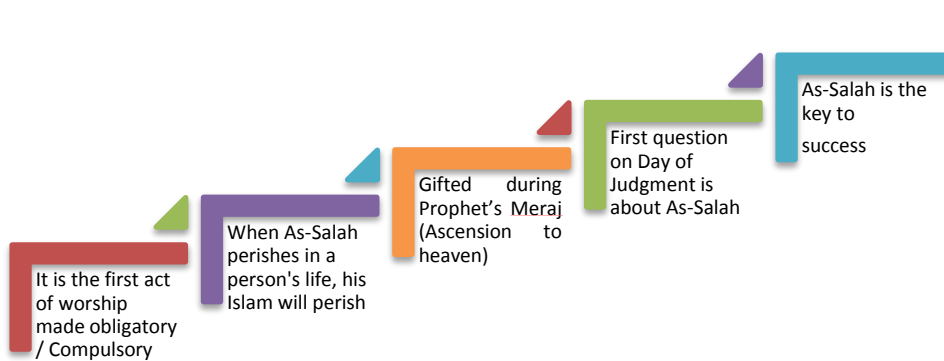 It is the first act
of worship
made obligatory
/ Compulsory
When As-Salah
perishes in a
person's life, his
Islam will perish
Gifted during
Prophet's Meraj
(Ascension to
heaven)
First question
on Day of
Judgment is
about As-Salah
As-Salah is the
key to
success